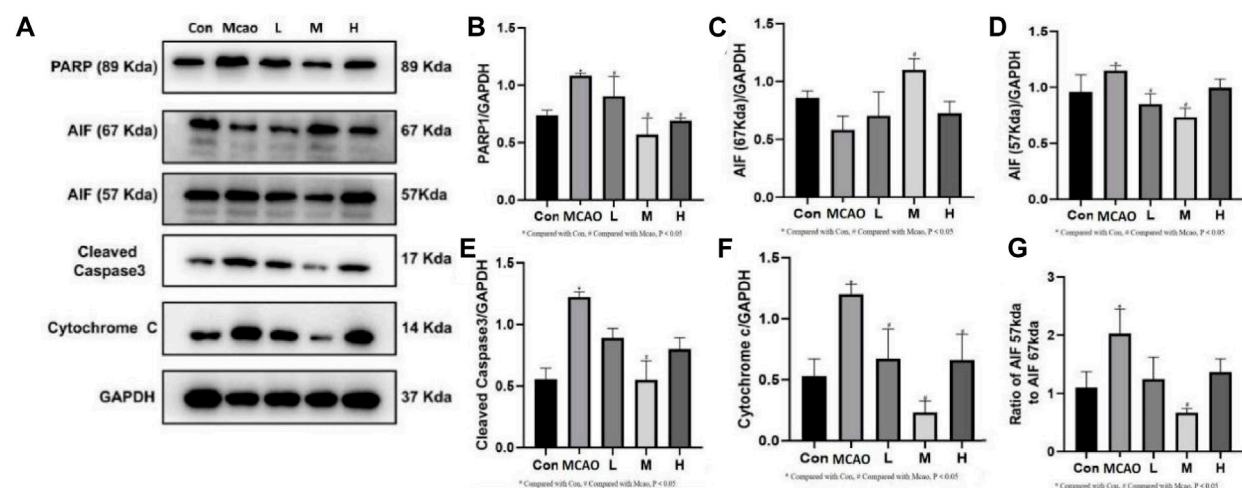 A
Con Mcao L M H
PARP (89 Kda) 89 Kda
AIF (67 Kda) 67 Kda
AIF (57 Kda) 57Kda
Cleaved
Caspase3
17 Kda
Cytochrome C 14 Kda
GAPDH 37 Kda
B
PARP1/GAPDH
1.5
1.0
0.5
0.0
* #
# #
Con MCAO L M H
* Compared with Con, # Compared with Mcao, P < 0.05
C
AIF (67Kda)/GAPDH
1.5
1.0
0.5
0.0
#
Con MCAO L M H
* Compared with Con, # Compared with Mcao, P < 0.05
D
AIF (57Kda)/GAPDH
1.5
1.0
0.5
0.0
*
# #
Con MCAO L M H
* Compared with Con, # Compared with Mcao, P < 0.05
E
Cleaved Caspase3/GAPDH
1.5
1.0
0.5
0.0
*
#
Con MCAO L M H
* Compared with Con, # Compared with Mcao, P < 0.05
F
Cytochrome c/GAPDH
1.5
1.0
0.5
0.0
*
# # #
Con MCAO L M H
* Compared with Con, # Compared with Mcao, P < 0.05
G
Ratio of AIF 57kda
to AIF 67kda
3
2
1
0
*
#
Con MCAO L M H
* Compared with Con, # Compared with Mcao, P < 0.05